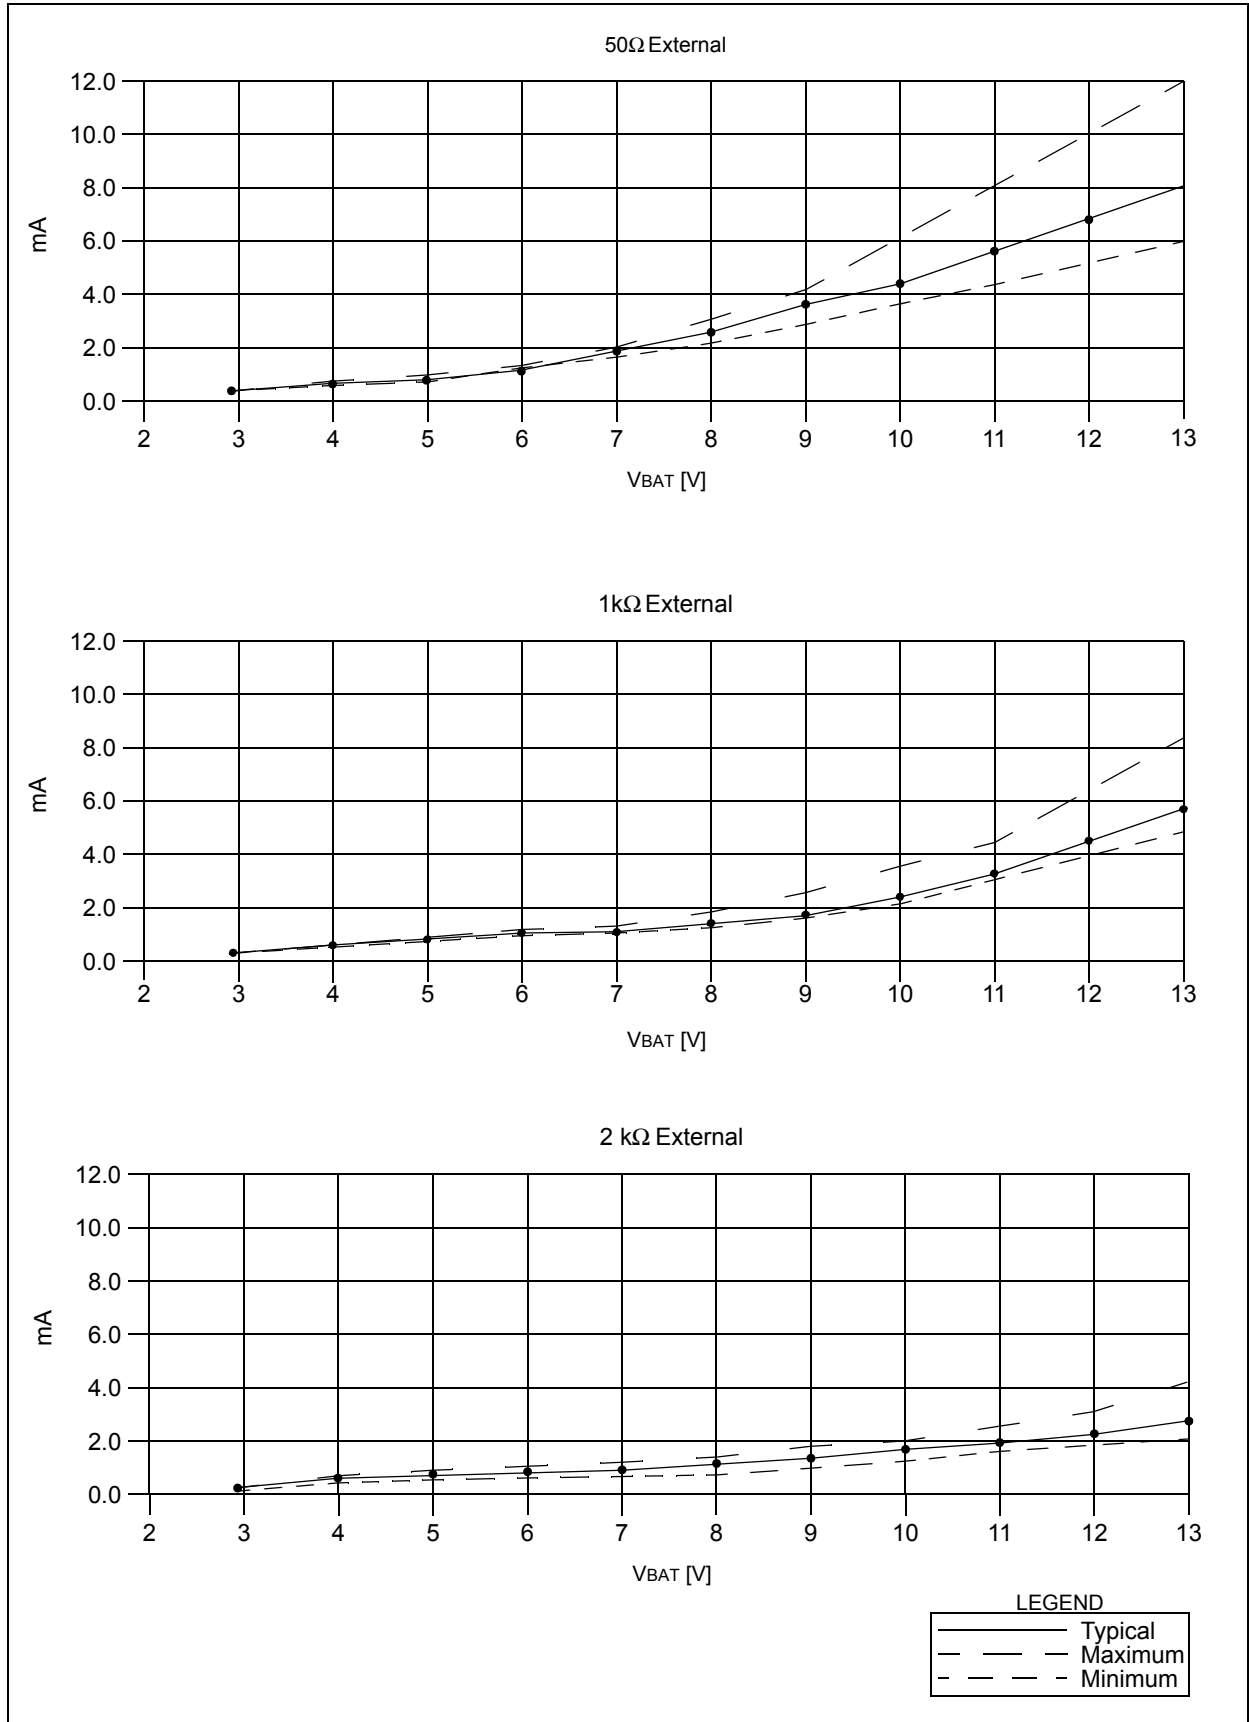 50Ω External
12.0
10.0
8.0
6.0
4.0
2.0
0.0
mA
2 3 4 5 6 7 8 9 10 11 12 13
VBAT [V]
1kΩ External
12.0
10.0
8.0
6.0
4.0
2.0
0.0
mA
2 3 4 5 6 7 8 9 10 11 12 13
VBAT [V]
2 kΩ External
12.0
10.0
8.0
6.0
4.0
2.0
0.0
mA
2 3 4 5 6 7 8 9 10 11 12 13
VBAT [V]
LEGEND
Typical
Maximum
Minimum